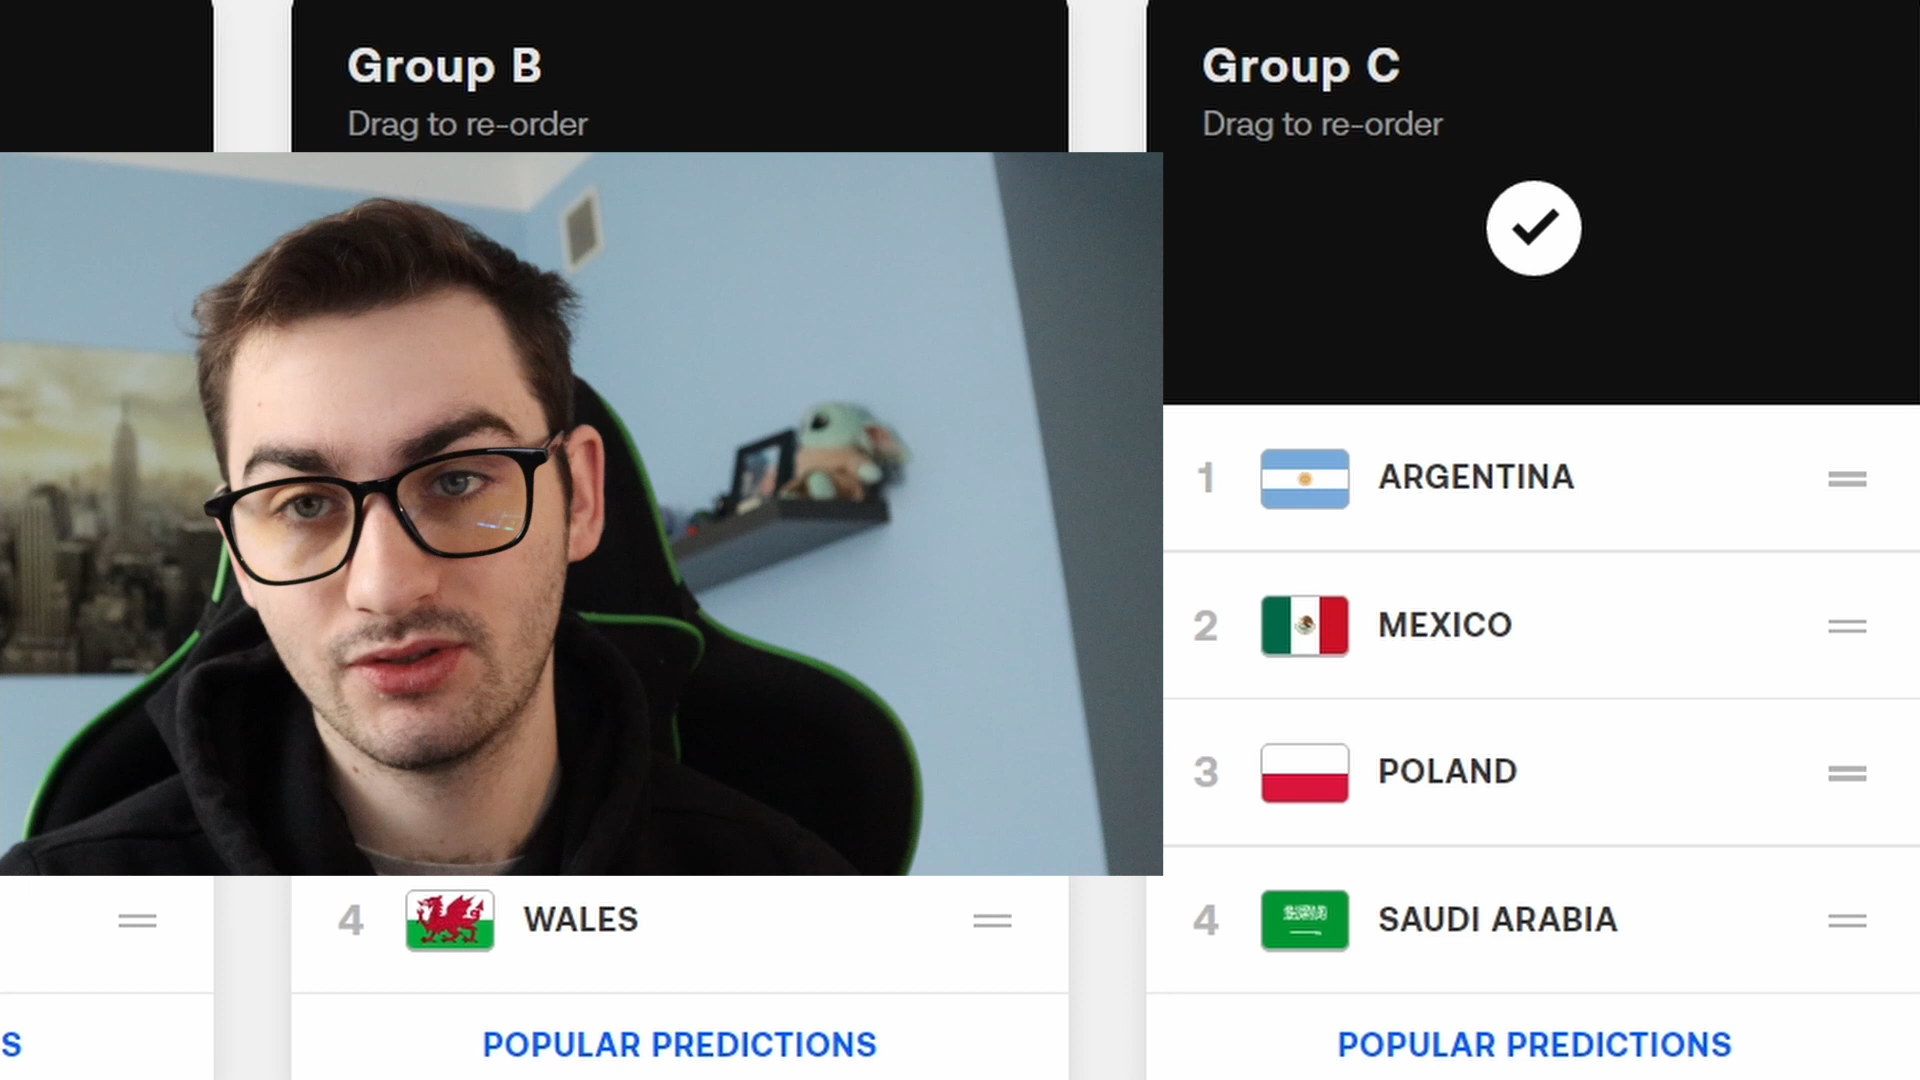 Group B
Drag to re-order
4 WALES
POPULAR PREDICTIONS
Group C
Drag to re-order
1 ARGENTINA
2 MEXICO
3 POLAND
4 SAUDI ARABIA
POPULAR PREDICTIONS
S